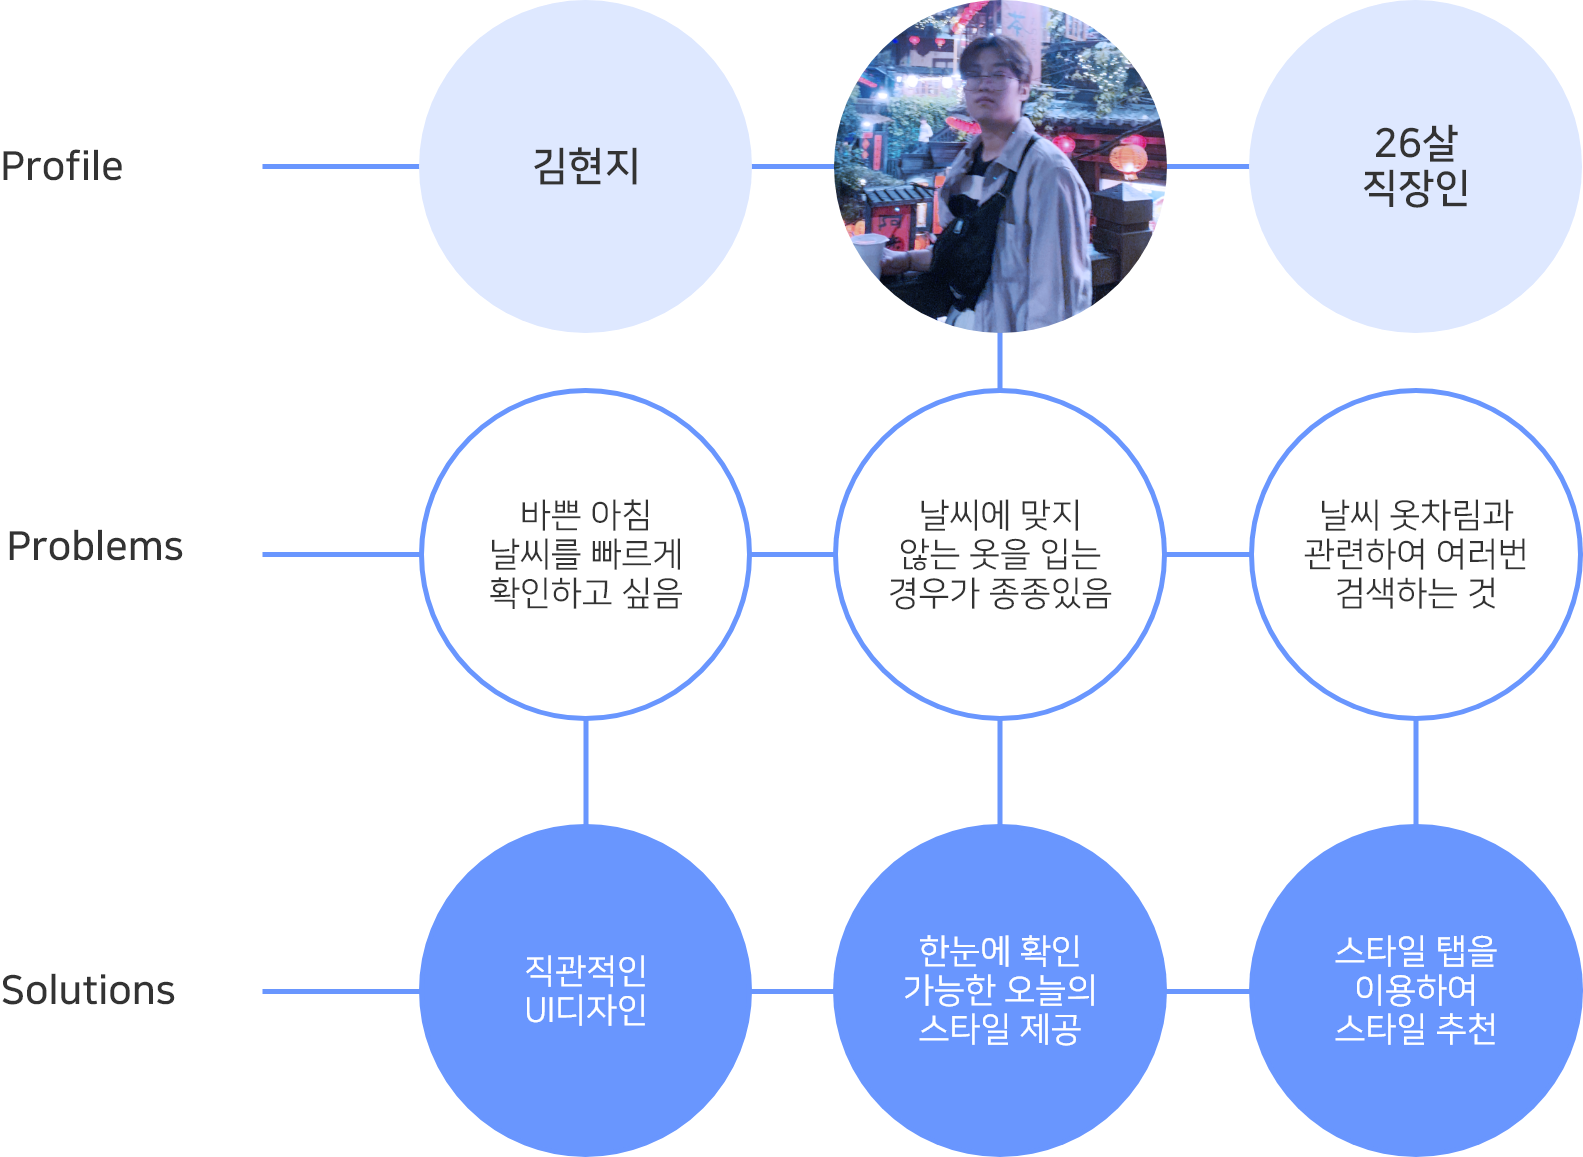 Profile
김현지
26살
직장인
Problems
바쁜 아침
날씨를 빠르게
확인하고 싶음
날씨에 맞지
않는 옷을 입는
경우가 종종있음
날씨 옷차림과
관련하여 여러번
검색하는 것
Solutions
직관적인
UI디자인
한눈에 확인
가능한 오늘의
스타일 제공
스타일 탭을
이용하여
스타일 추천